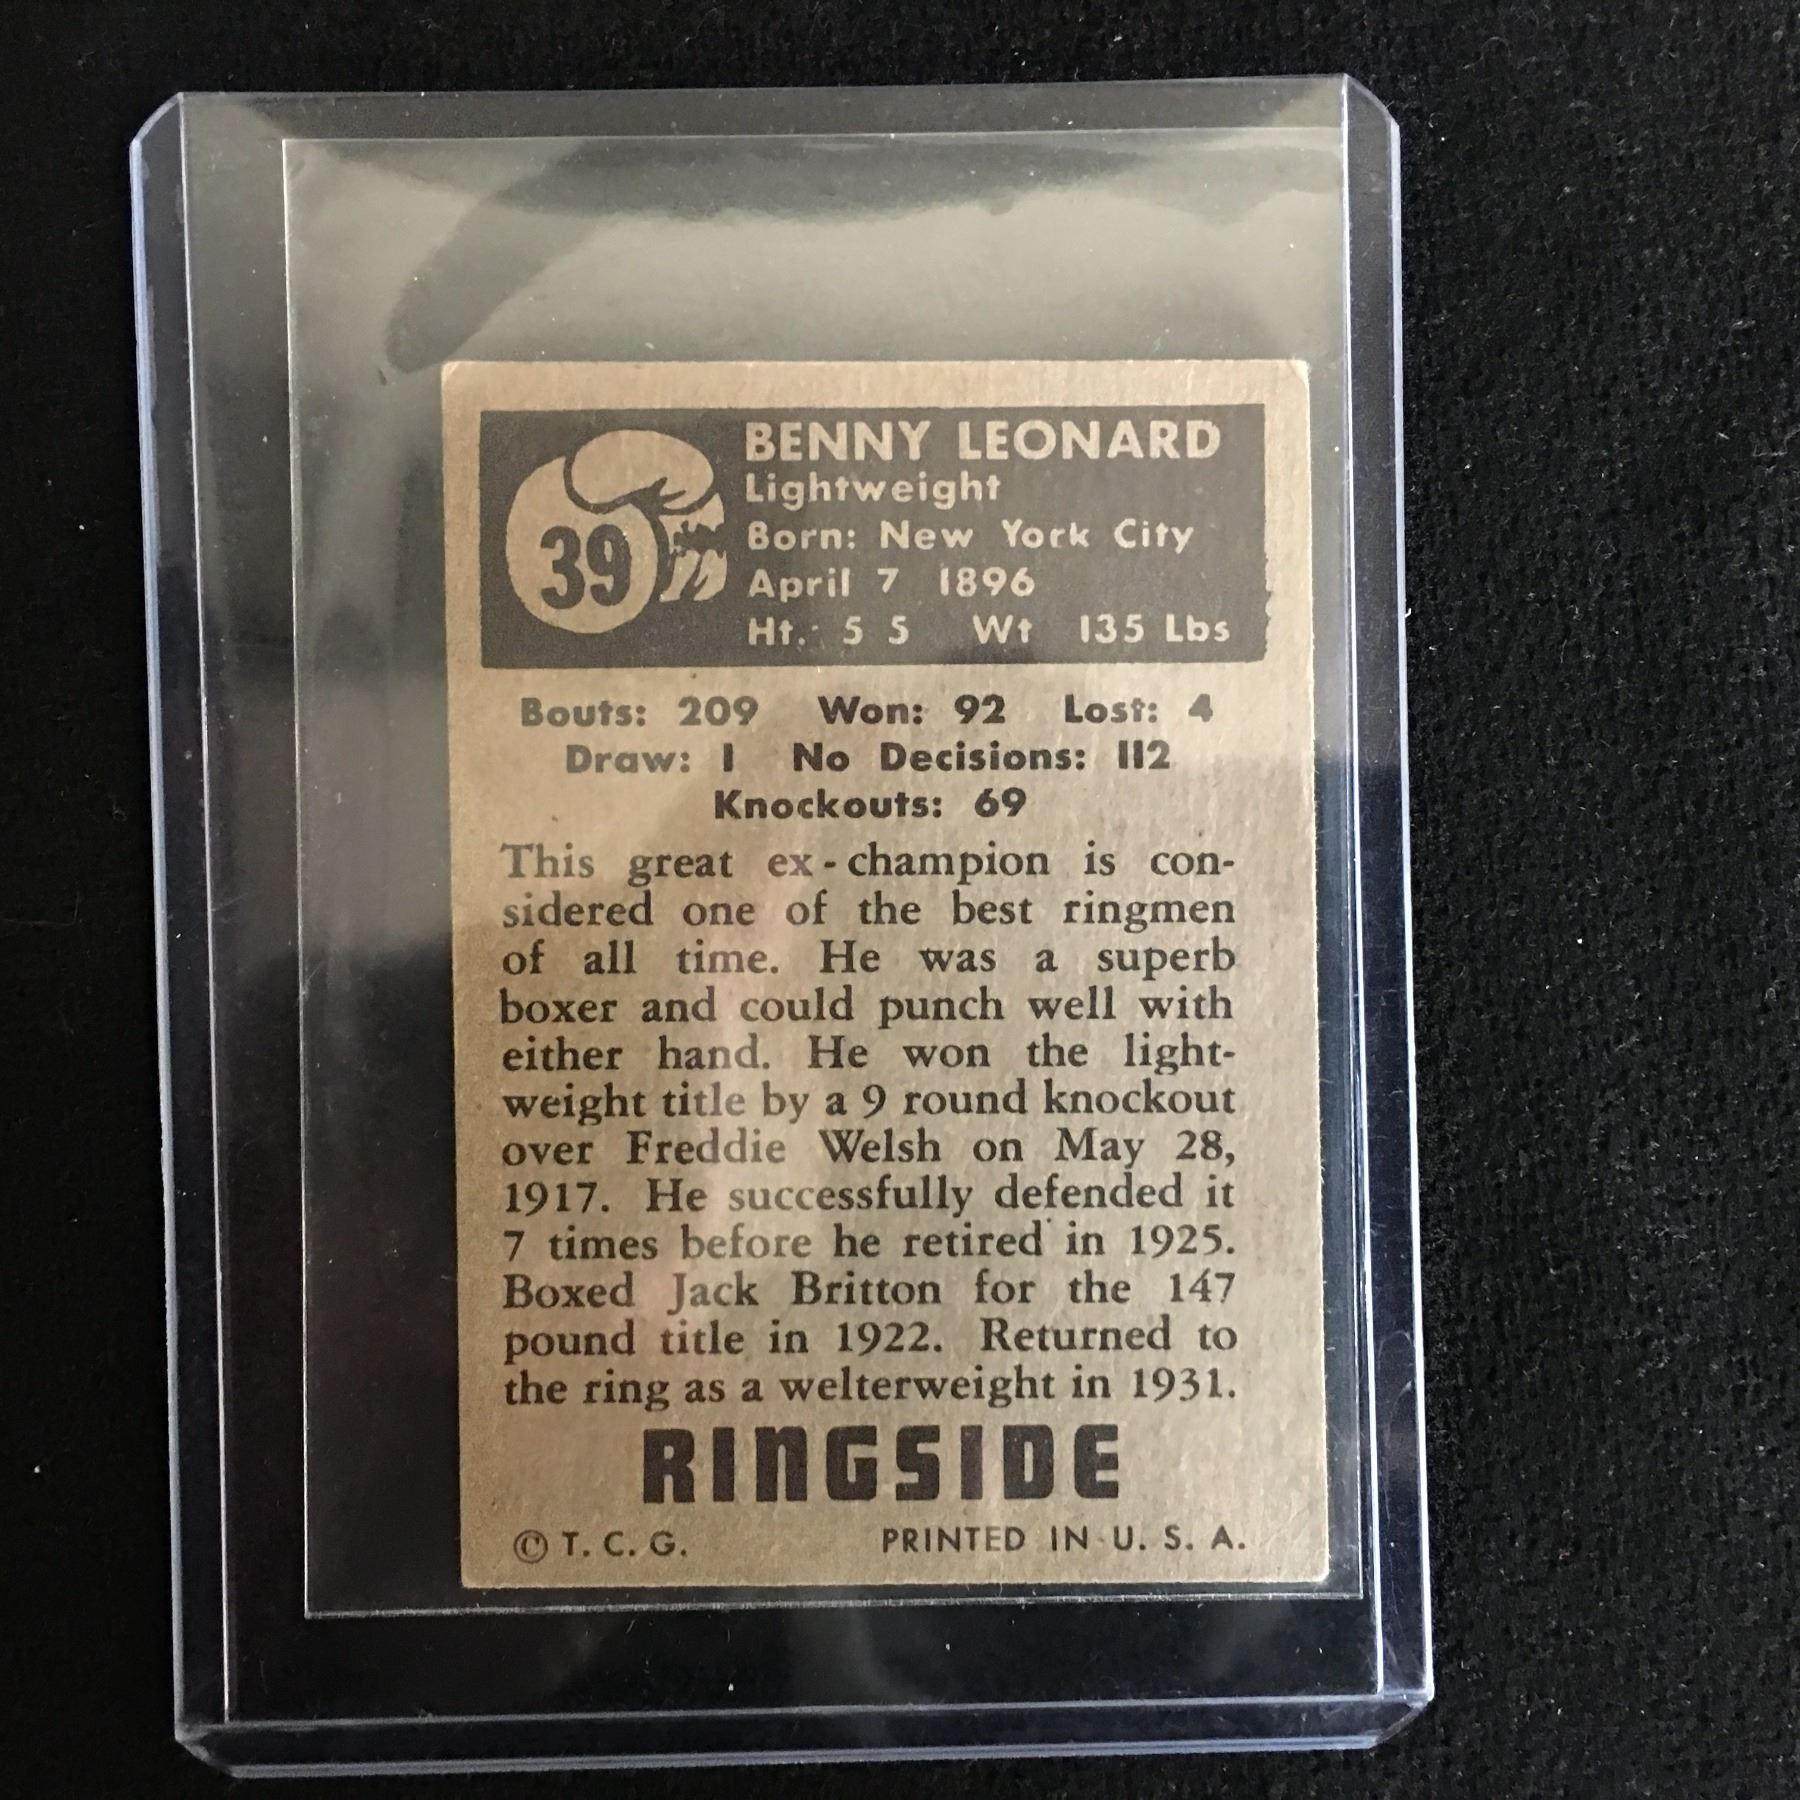 39
BENNY LEONARD
Lightweight
Born: New York City
April 7 1896
Ht.: 5 5 Wt 135 Lbs
Bouts: 209 Won: 92 Lost: 4
Draw: 1 No Decisions: 112
Knockouts: 69
This great ex-champion is con-
sidered one of the best ringmen
of all time. He was a superb
boxer and could punch well with
either hand. He won the light-
weight title by a 9 round knockout
over Freddie Welsh on May 28,
1917. He successfully defended it
7 times before he retired in 1925.
Boxed Jack Britton for the 147
pound title in 1922. Returned to
the ring as a welterweight in 1931.
RINGSIDE
© T. C. G. PRINTED IN U. S. A.